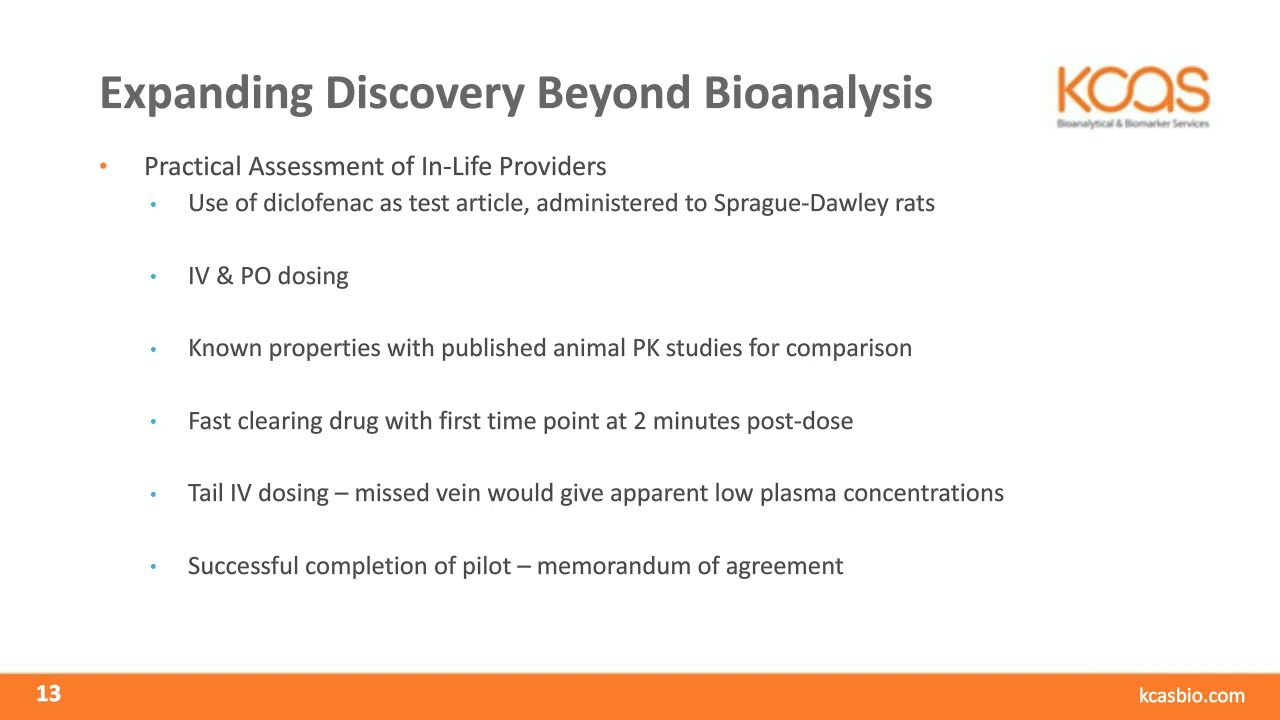 Expanding Discovery Beyond Bioanalysis
KCAS
Bioanalytical & Biomarker Services
• Practical Assessment of In-Life Providers
• Use of diclofenac as test article, administered to Sprague-Dawley rats
• IV & PO dosing
• Known properties with published animal PK studies for comparison
• Fast clearing drug with first time point at 2 minutes post-dose
• Tail IV dosing – missed vein would give apparent low plasma concentrations
• Successful completion of pilot – memorandum of agreement
13
kcasbio.com